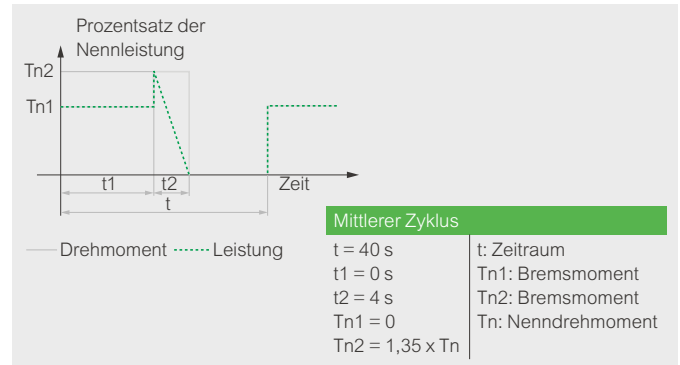 Prozentsatz der
Nennleistung
Tn2
Tn1
t1
t2
Zeit
t
Drehmoment
Leistung
Mittlerer Zyklus
t = 40 s
t: Zeitraum
t1 = 0 s
Tn1: Bremsmoment
t2 = 4 s
Tn2: Bremsmoment
Tn1 = 0
Tn: Nenndrehmoment
Tn2 = 1,35 x Tn